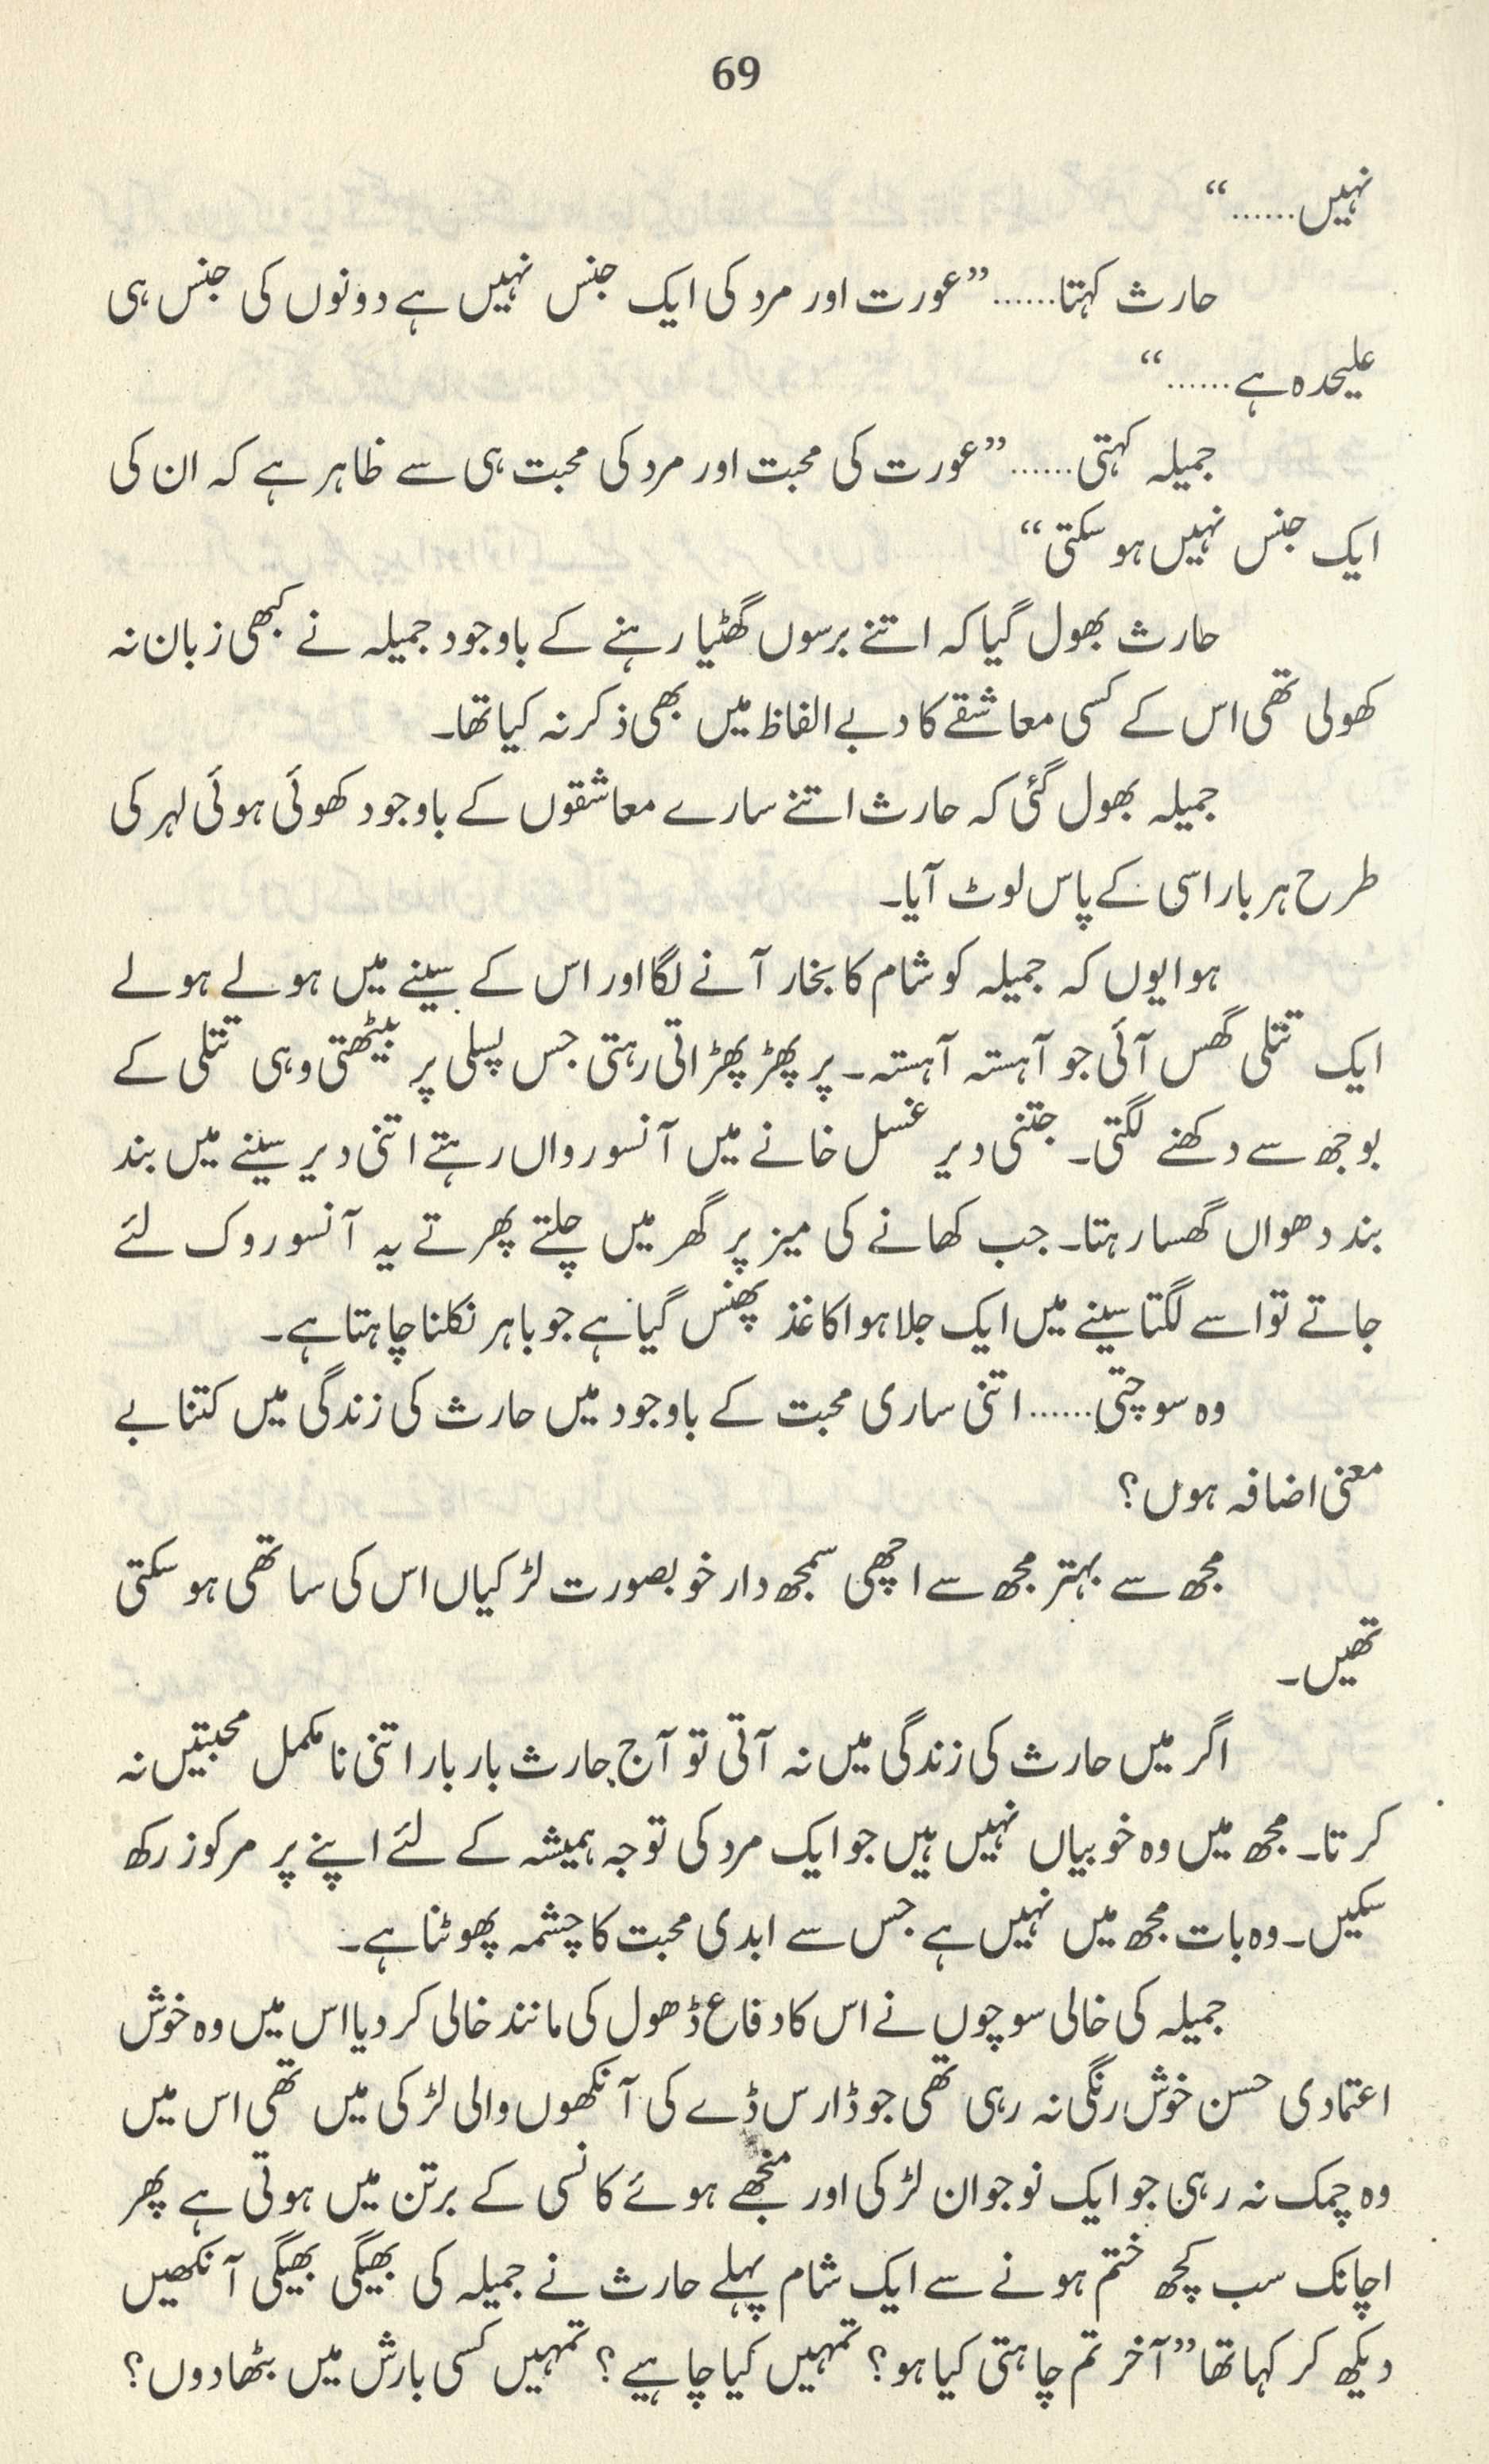 69
نہیں......“
حارث کہتا......”عورت اور مرد کی ایک جنس نہیں ہے دونوں کی جنس ہی
علیحدہ ہے......“
جمیلہ کہتی......”عورت کی محبت اور مرد کی محبت ہی سے ظاہر ہے کہ ان کی
ایک جنس نہیں ہو سکتی“
حارث بھول گیا کہ اتنے برسوں گھٹیا رہنے کے باوجود جمیلہ نے کبھی زبان نہ
کھولی تھی اس کے کسی معاشقے کا دبے الفاظ میں بھی ذکر نہ کیا تھا۔
جمیلہ بھول گئی کہ حارث اتنے سارے معاشقوں کے باوجود کھوئی ہوئی لہر کی
طرح ہر بار اسی کے پاس لوٹ آیا۔
ہوا یوں کہ جمیلہ کو شام کا بخار آنے لگا اور اس کے سینے میں ہولے ہولے
ایک تتلی گھس آئی جو آہستہ آہستہ۔ پر پھڑپھڑاتی رہتی جس پسلی پر بیٹھتی وہی تتلی کے
بوجھ سے دکھنے لگتی۔ جتنی دیر غسل خانے میں آنسو رواں رہتے اتنی دیر سینے میں بند
بند دھواں گھسا رہتا۔ جب کھانے کی میز پر گھر میں چلتے پھرتے یہ آنسو روک لئے
جاتے تو اسے لگتا سینے میں ایک جلا ہوا کاغذ پھنس گیا ہے جو باہر نکلنا چاہتا ہے۔
وہ سوچتی......اتنی ساری محبت کے باوجود میں حارث کی زندگی میں کتنا بے
معنی اضافہ ہوں؟
مجھ سے بہتر مجھ سے اچھی سمجھ دار خوبصورت لڑکیاں اس کی ساتھی ہو سکتی
تھیں۔
اگر میں حارث کی زندگی میں نہ آتی تو آج حارث بار بار اتنی نامکمل محبتیں نہ
کرتا۔ مجھ میں وہ خوبیاں نہیں ہیں جو ایک مرد کی توجہ ہمیشہ کے لئے اپنے پر مرکوز رکھ
سکیں۔ وہ بات مجھ میں نہیں ہے جس سے ابدی محبت کا چشمہ پھوٹتا ہے۔
جمیلہ کی خالی سوچوں نے اس کا دفاع ڈھول کی مانند خالی کر دیا اس میں وہ خوش
اعتمادی حسن خوش رنگی نہ رہی تھی جو ڈارس ڈے کی آنکھوں والی لڑکی میں تھی اس میں
وہ چمک نہ رہی جو ایک نوجوان لڑکی اور منجھے ہوئے کانسی کے برتن میں ہوتی ہے پھر
اچانک سب کچھ ختم ہونے سے ایک شام پہلے حارث نے جمیلہ کی بھیگی بھیگی آنکھیں
دیکھ کر کہا تھا ”آخر تم چاہتی کیا ہو؟ تمہیں کیا چاہیے؟ تمہیں کسی بارش میں بٹھا دوں؟